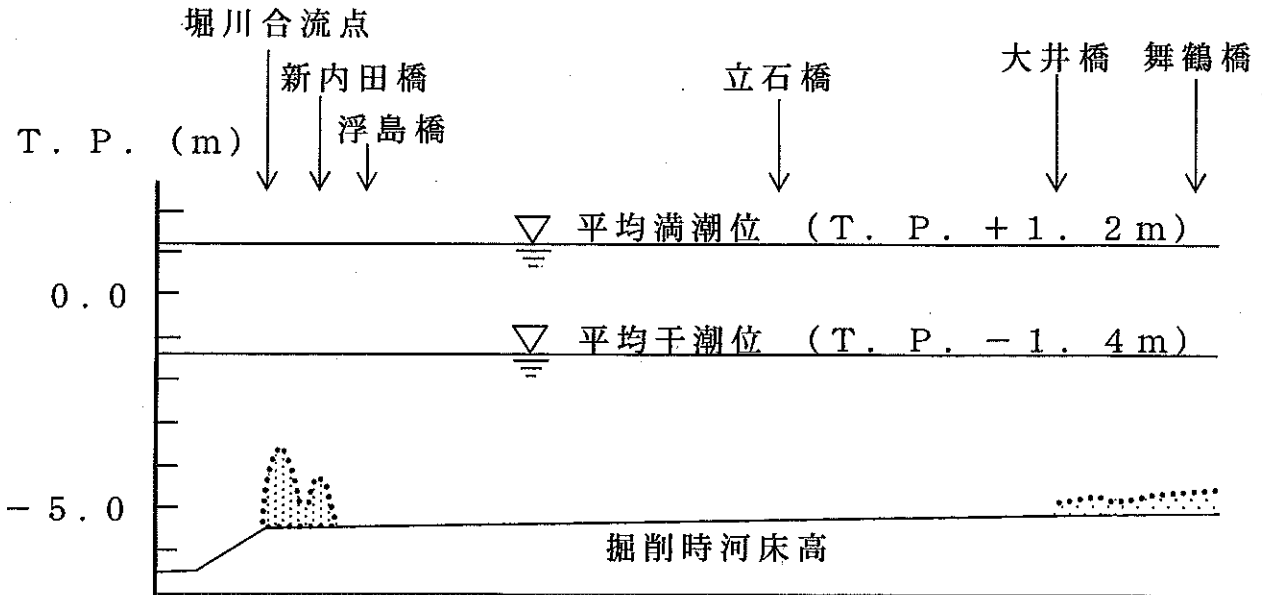 堀川合流点
新内田橋
浮島橋
立石橋
大井橋 舞鶴橋
T.P.(m)
平均満潮位 (T.P.+1.2m)
0.0
平均干潮位 (T.P.-1.4m)
-5.0
掘削時河床高